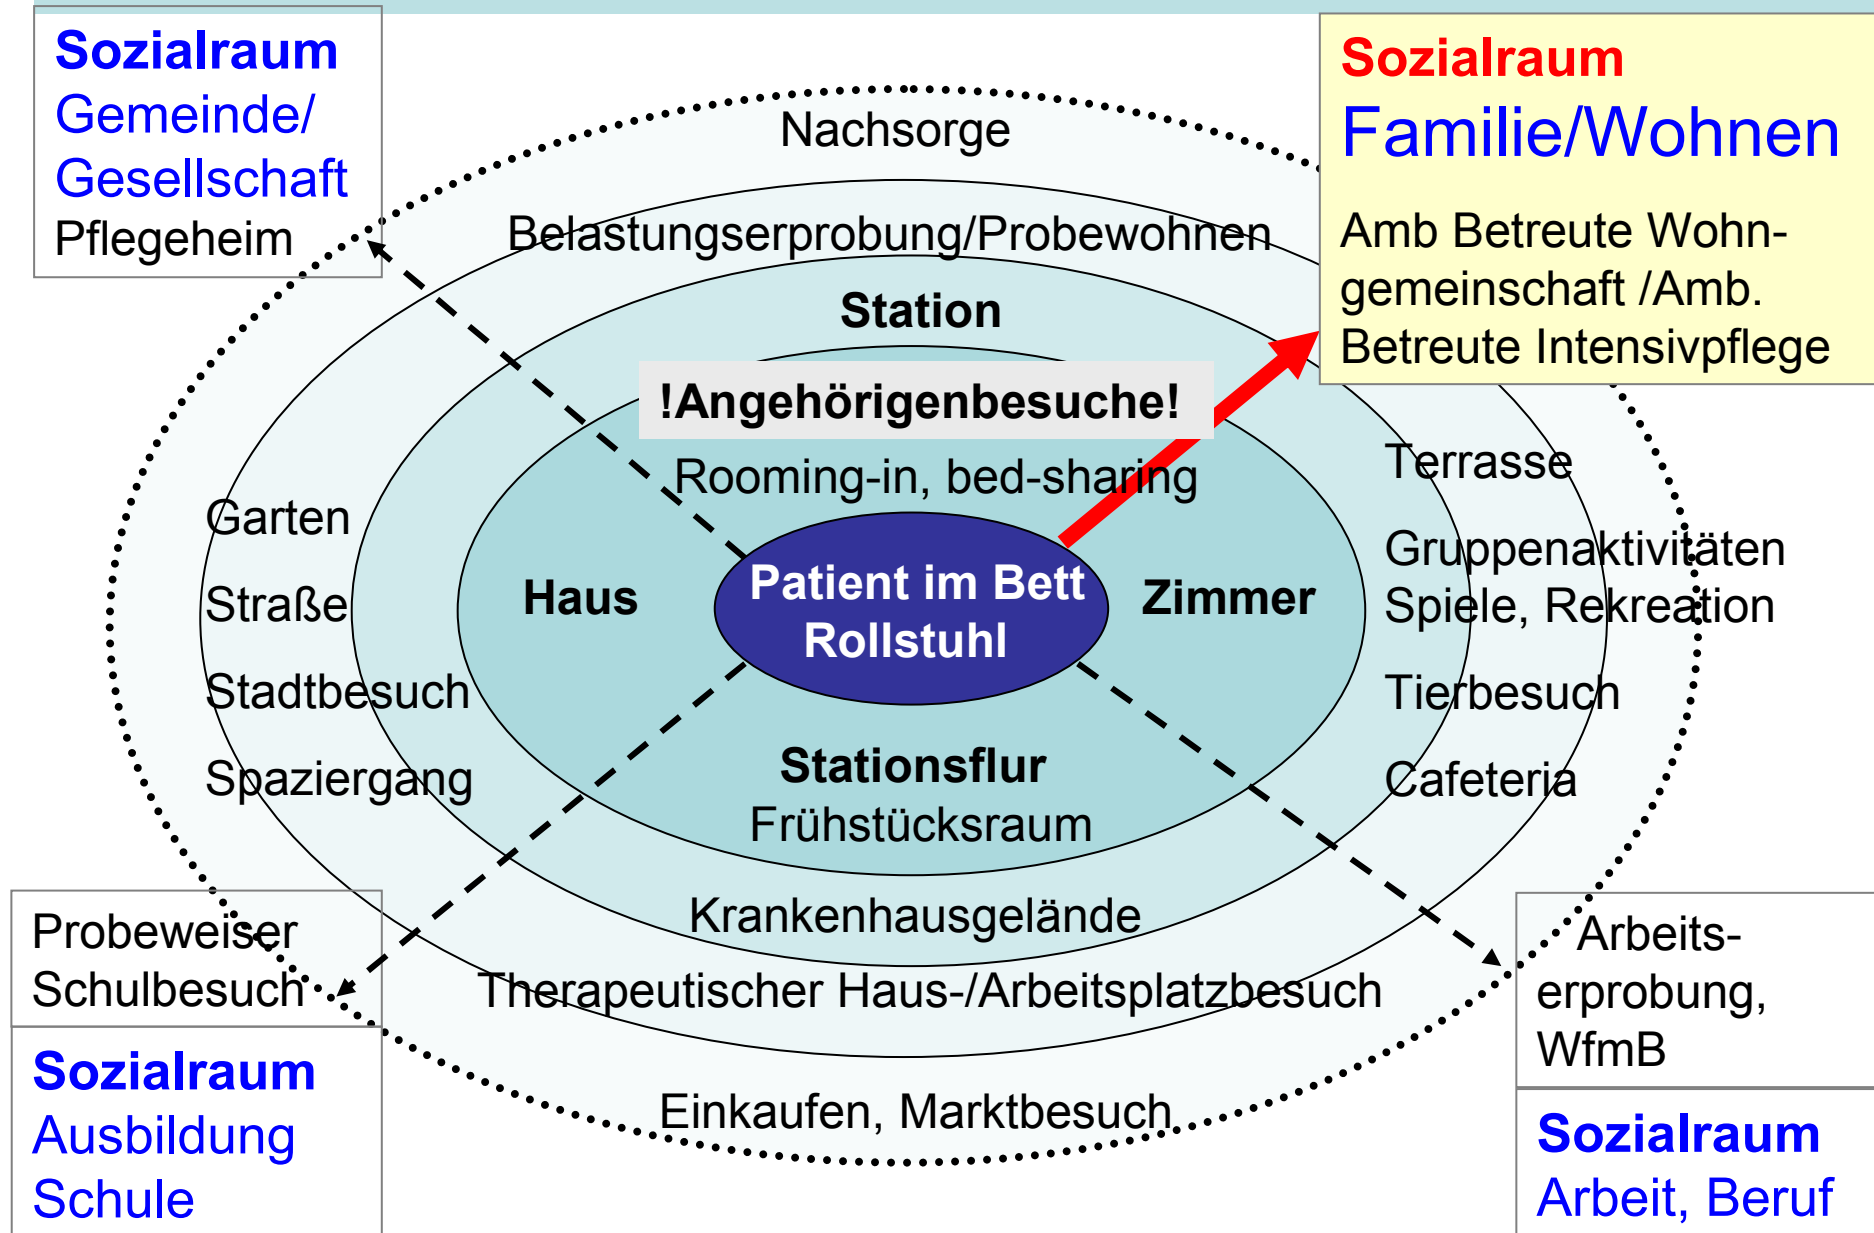 Sozialraum
Gemeinde/
Gesellschaft
Pflegeheim
Sozialraum
Familie/Wohnen
Amb Betreute Wohn-
gemeinschaft /Amb.
Betreute Intensivpflege
Nachsorge
Belastungserprobung/Probewohnen
Station
!Angehörigenbesuche!
Rooming-in, bed-sharing
Garten
Straße
Stadtbesuch
Spaziergang
Haus
Patient im Bett
Rollstuhl
Zimmer
Terrasse
Gruppenaktivitäten
Spiele, Rekreation
Tierbesuch
Cafeteria
Stationsflur
Frühstücksraum
Krankenhausgelände
Therapeutischer Haus-/Arbeitsplatzbesuch
Einkaufen, Marktbesuch
Probeweiser
Schulbesuch
Sozialraum
Ausbildung
Schule
Arbeits-
erprobung,
WfmB
Sozialraum
Arbeit, Beruf